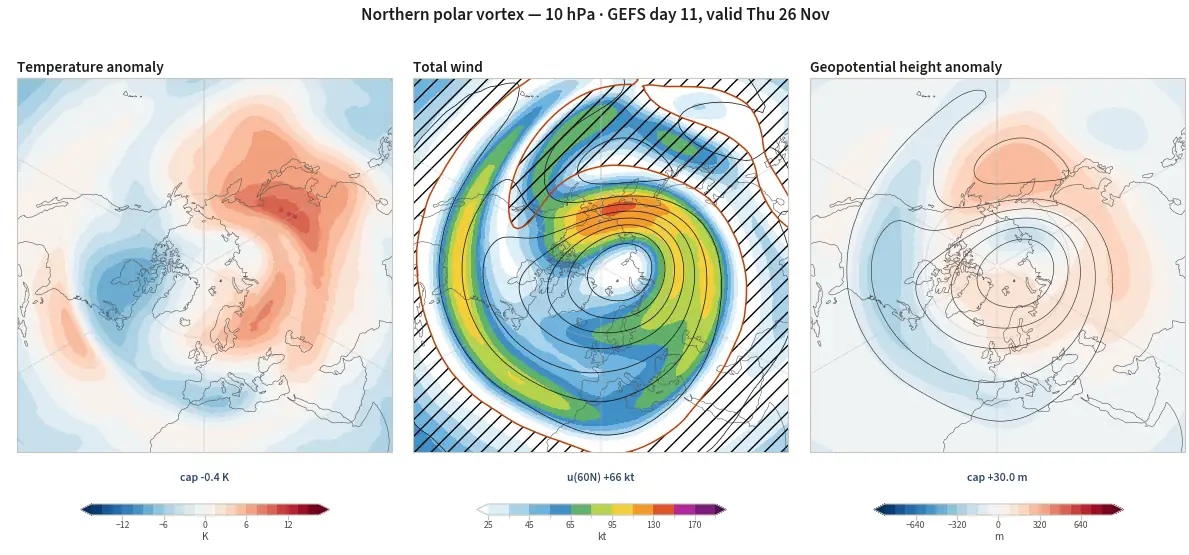 Northern polar vortex — 10 hPa · GEFS day 11, valid Thu 26 Nov
Temperature anomaly
Total wind
Geopotential height anomaly
cap -0.4 K
u(60N) +66 kt
cap +30.0 m
−12 −6 0 6 12
K
25 45 65 95 130 170
kt
−640 −320 0 320 640
m